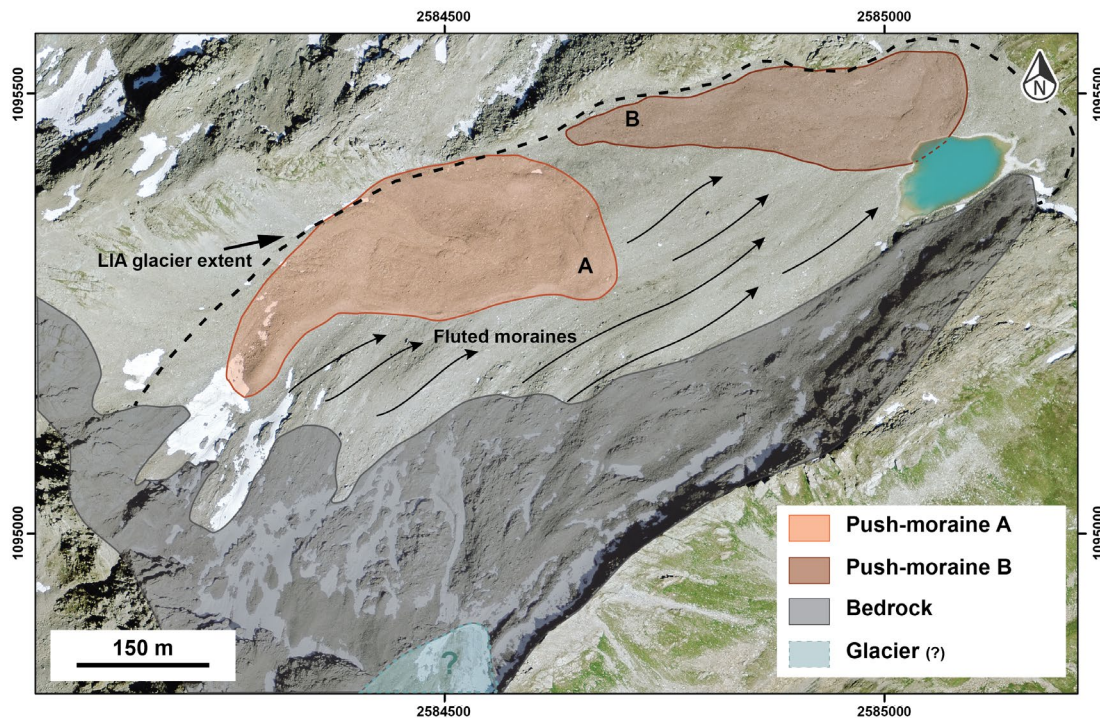 2584500
2585000
1095500
1095500
N
B
LIA glacier extent
A
Fluted moraines
1095000
1095000
Push-moraine A
Push-moraine B
Bedrock
Glacier (?)
150 m
?
2584500
2585000